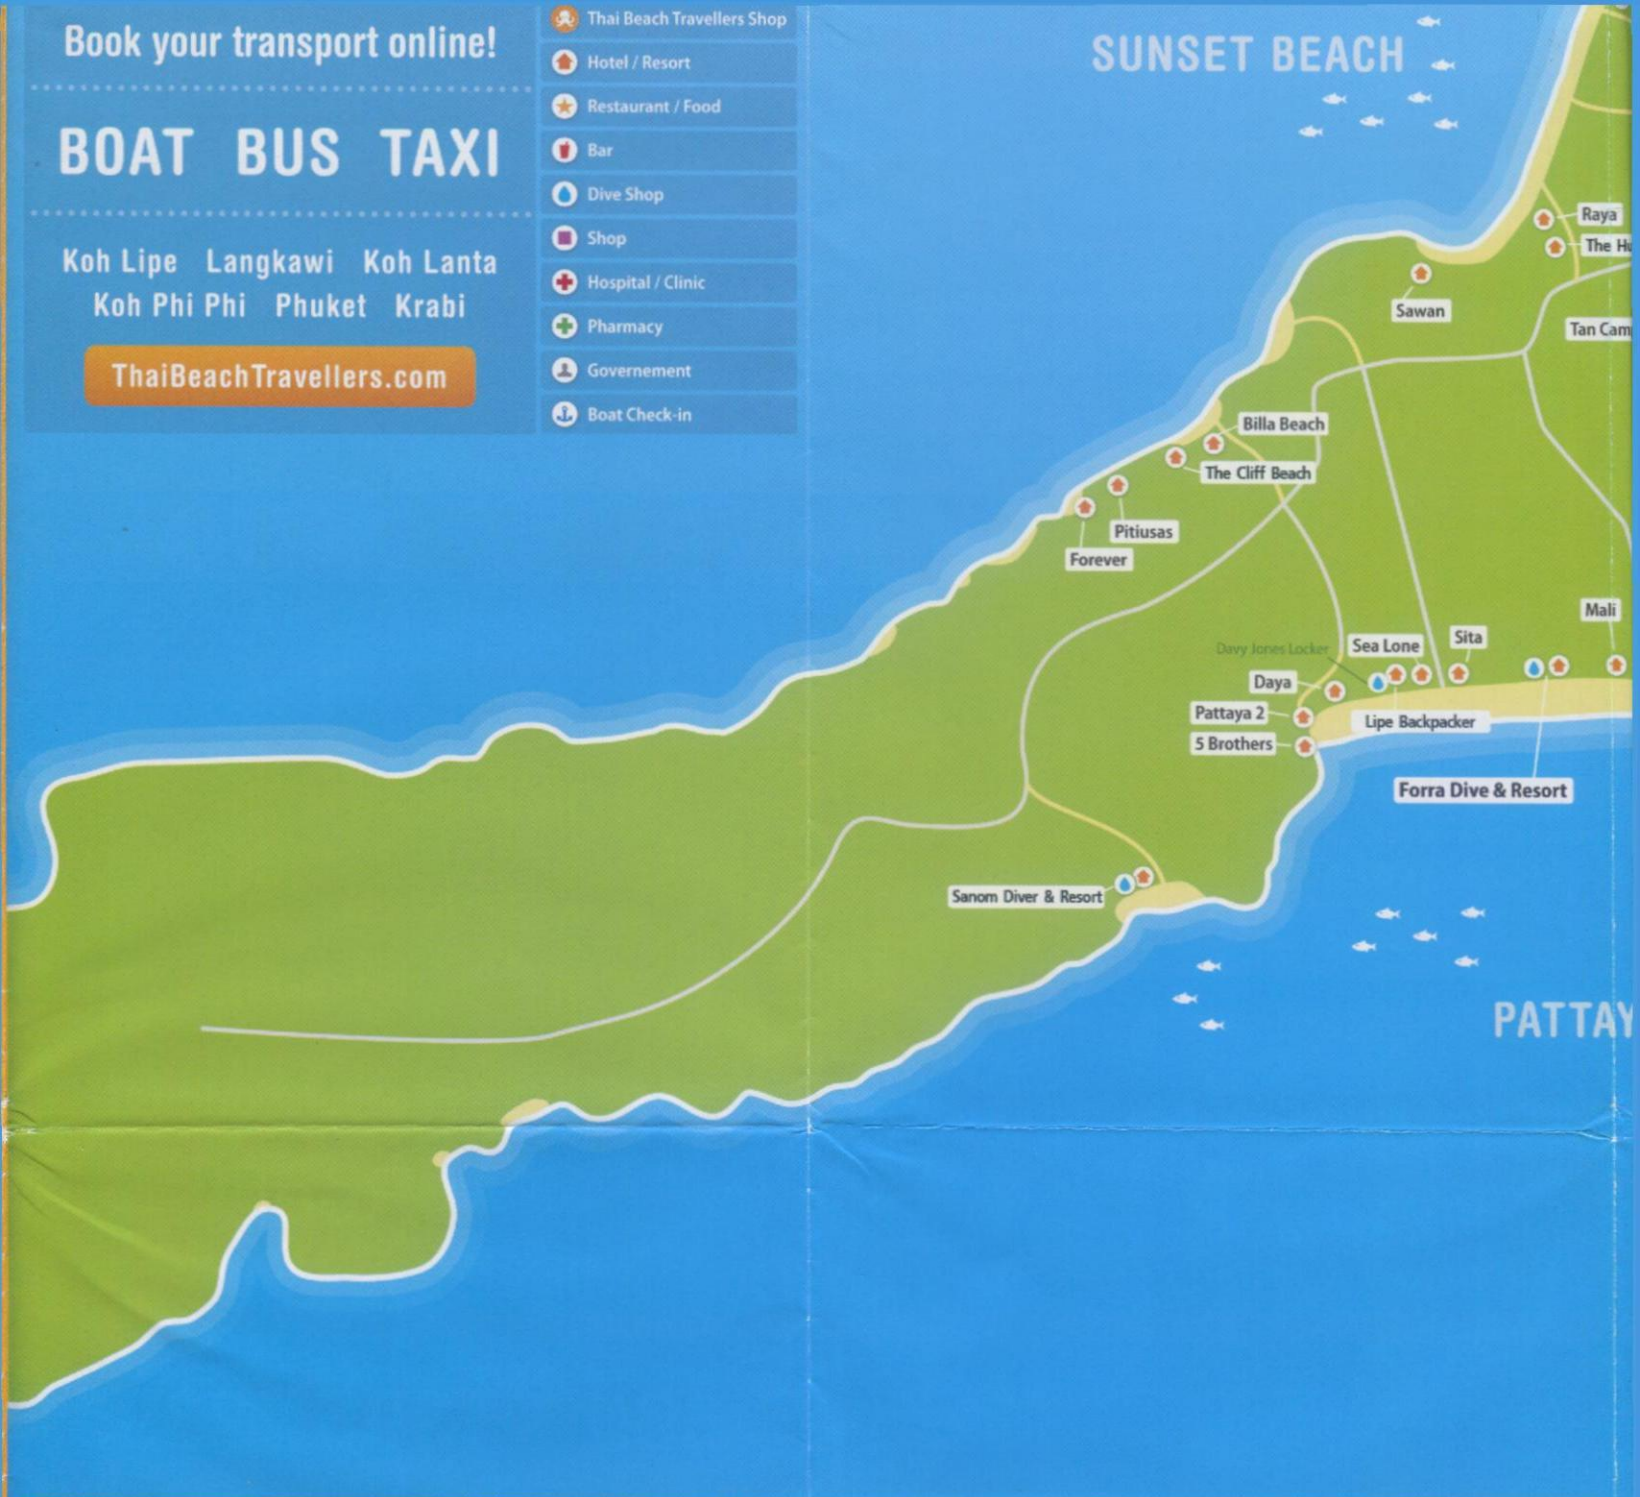 Book your transport online!
BOAT BUS TAXI
Koh Lipe Langkawi Koh Lanta
Koh Phi Phi Phuket Krabi
ThaiBeachTravellers.com
Thai Beach Travellers Shop
Hotel / Resort
Restaurant / Food
Bar
Dive Shop
Shop
Hospital / Clinic
Pharmacy
Governement
Boat Check-in
SUNSET BEACH
Raya
The
Sawan
Tan
Billa Beach
The Cliff Beach
Pitiusas
Forever
Mali
Davy Jones Locker
Sea Lone
Sita
Daya
Pattaya 2
Lipe Backpacker
5 Brothers
Forra Dive & Resort
Sanom Diver & Resort